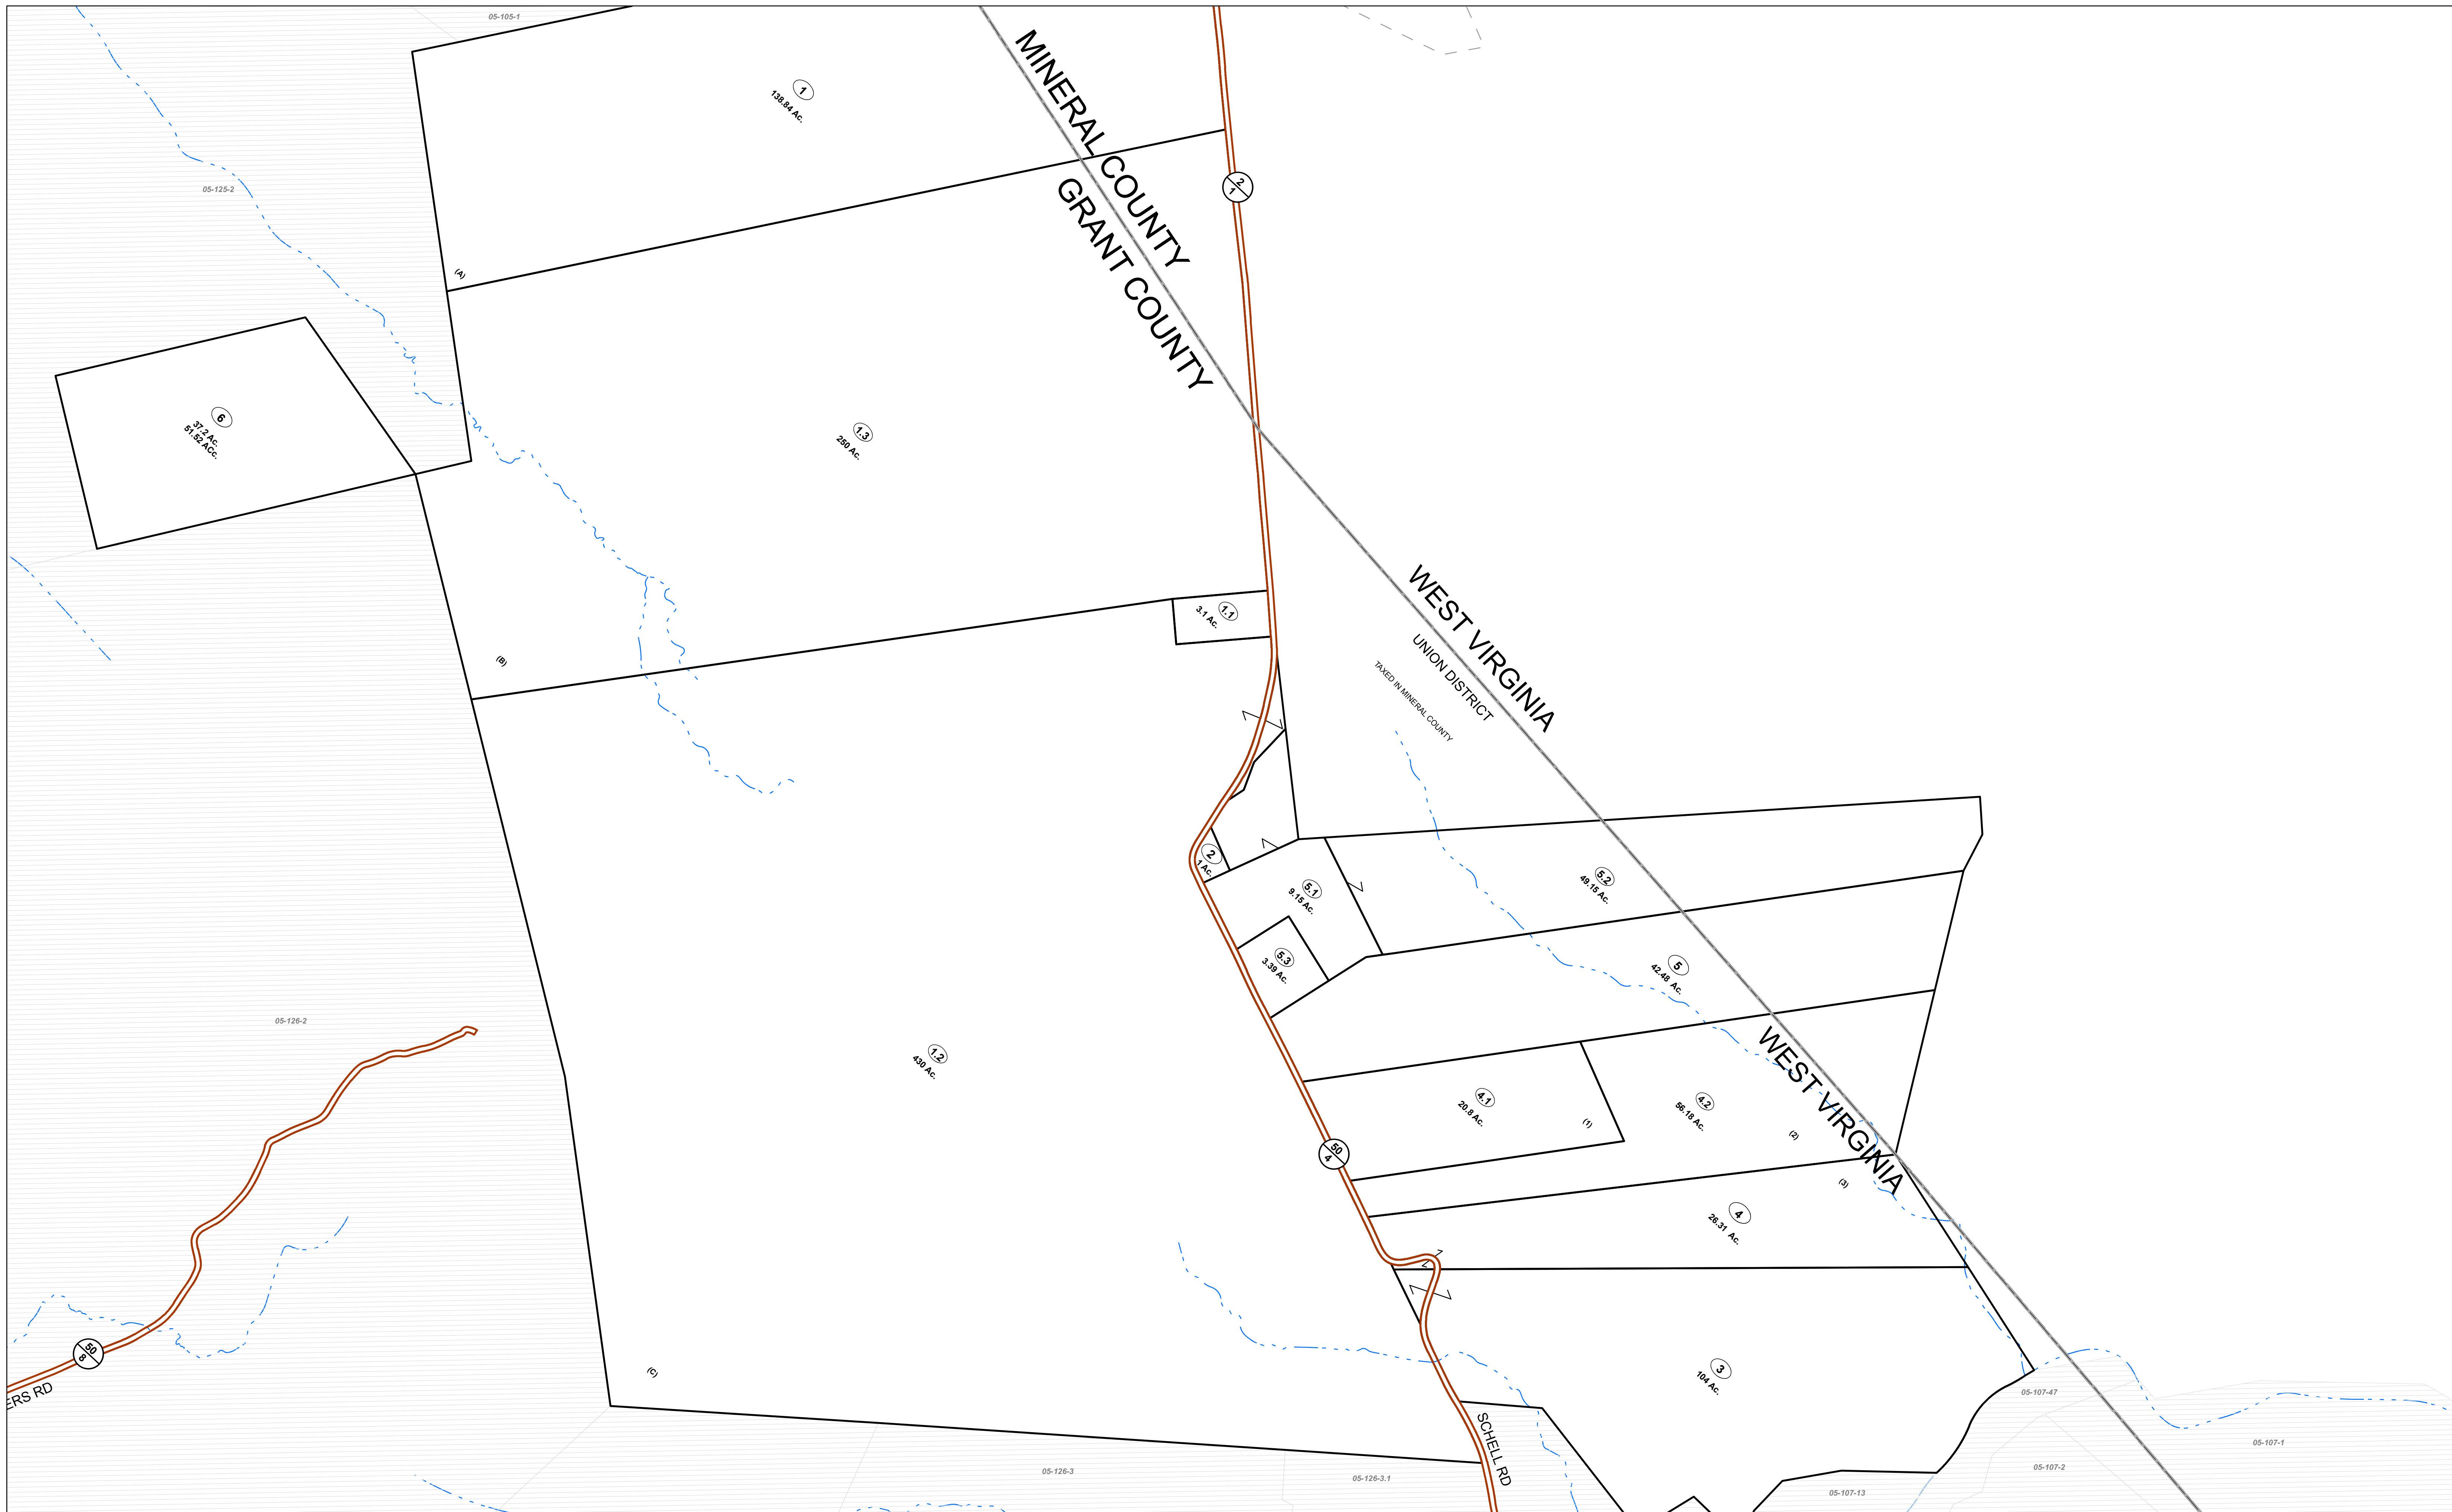 05-105-1
1
138.84 Ac.
MINERAL COUNTY
GRANT COUNTY
2
1
05-125-2
(A)
6
37.2 Ac.
51.52 ACc.
1.3
250 Ac.
WEST VIRGINIA
UNION DISTRICT
TAXED IN MINERAL COUNTY
1.1
3.1 Ac.
(B)
2
1 Ac.
5.1
9.15 Ac.
5.2
49.15 Ac.
5.3
3.39 Ac.
5
42.48 Ac.
05-126-2
1.2
430 Ac.
WEST VIRGINIA
4.1
20.8 Ac.
(1)
4.2
56.18 Ac.
(2)
50
4
(3)
4
26.31 Ac.
50
8
ERS RD
(C)
3
104 Ac.
SCHELL RD
05-107-47
05-107-1
05-107-2
05-126-3
05-126-3.1
05-107-13